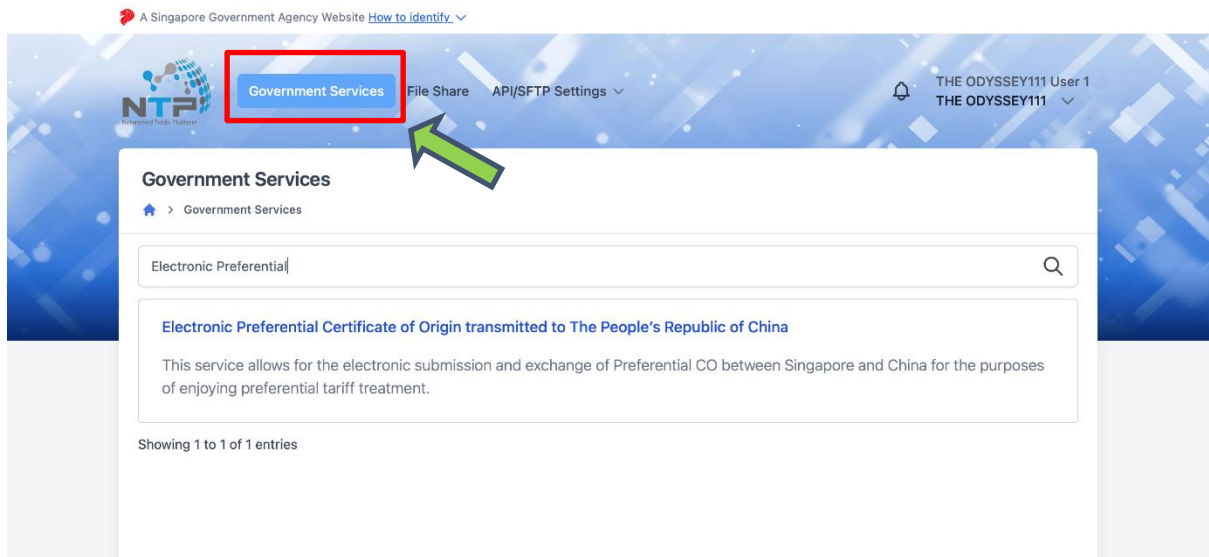 A Singapore Government Agency Website How to identify
NTP
Networked Trade Platform
Government Services
File Share
API/SFTP Settings
THE ODYSSEY111 User 1
THE ODYSSEY111
Government Services
> Government Services
Electronic Preferential
Electronic Preferential Certificate of Origin transmitted to The People's Republic of China
This service allows for the electronic submission and exchange of Preferential CO between Singapore and China for the purposes
of enjoying preferential tariff treatment.
Showing 1 to 1 of 1 entries